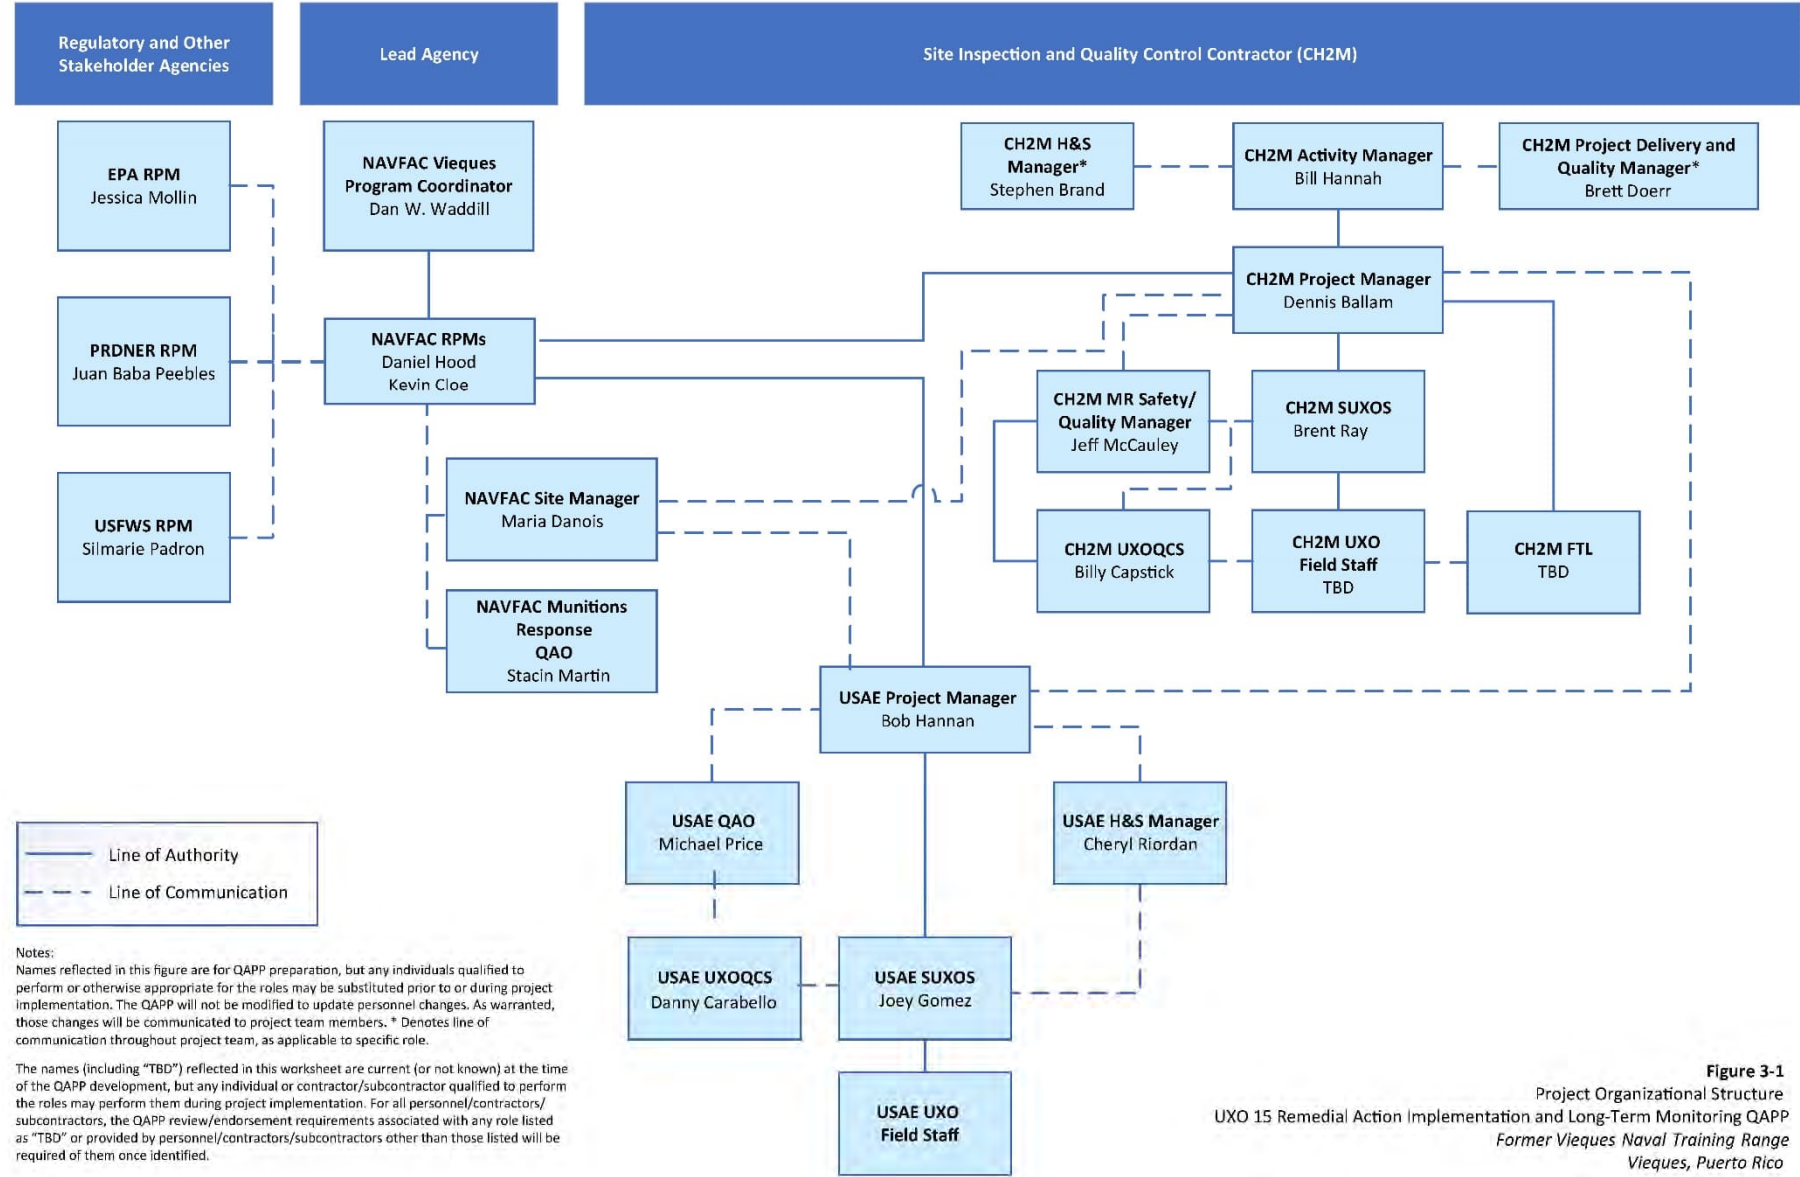 Regulatory and Other
Stakeholder Agencies
Lead Agency
Site Inspection and Quality Control Contractor (CH2M)
EPA RPM
Jessica Mollin
PRDNER RPM
Juan Baba Peebles
USFWS RPM
Silmarie Padron
NAVFAC Vieques
Program Coordinator
Dan W. Waddill
NAVFAC RPMs
Daniel Hood
Kevin Cloe
NAVFAC Site Manager
Maria Danois
NAVFAC Munitions
Response
QAO
Stacin Martin
CH2M H&S
Manager*
Stephen Brand
CH2M Activity Manager
Bill Hannah
CH2M Project Delivery and
Quality Manager*
Brett Doerr
CH2M Project Manager
Dennis Ballam
CH2M MR Safety/
Quality Manager
Jeff McCauley
CH2M SUXOS
Brent Ray
CH2M UXOQCS
Billy Capstick
CH2M UXO
Field Staff
TBD
CH2M FTL
TBD
USAE Project Manager
Bob Hannan
USAE QAO
Michael Price
USAE H&S Manager
Cheryl Riordan
USAE UXOQCS
Danny Carabello
USAE SUXOS
Joey Gomez
USAE UXO
Field Staff
Line of Authority
Line of Communication
Notes:
Names reflected in this figure are for QAPP preparation, but any individuals qualified to
perform or otherwise appropriate for the roles may be substituted prior to or during project
implementation. The QAPP will not be modified to update personnel changes. As warranted,
those changes will be communicated to project team members. * Denotes line of
communication throughout project team, as applicable to specific role.
The names (including “TBD”) reflected in this worksheet are current (or not known) at the time
of the QAPP development, but any individual or contractor/subcontractor qualified to perform
the roles may perform them during project implementation. For all personnel/contractors/
subcontractors, the QAPP review/endorsement requirements associated with any role listed
as “TBD” or provided by personnel/contractors/subcontractors other than those listed will be
required of them once identified.
Figure 3-1
Project Organizational Structure
UXO 15 Remedial Action Implementation and Long-Term Monitoring QAPP
Former Vieques Naval Training Range
Vieques, Puerto Rico